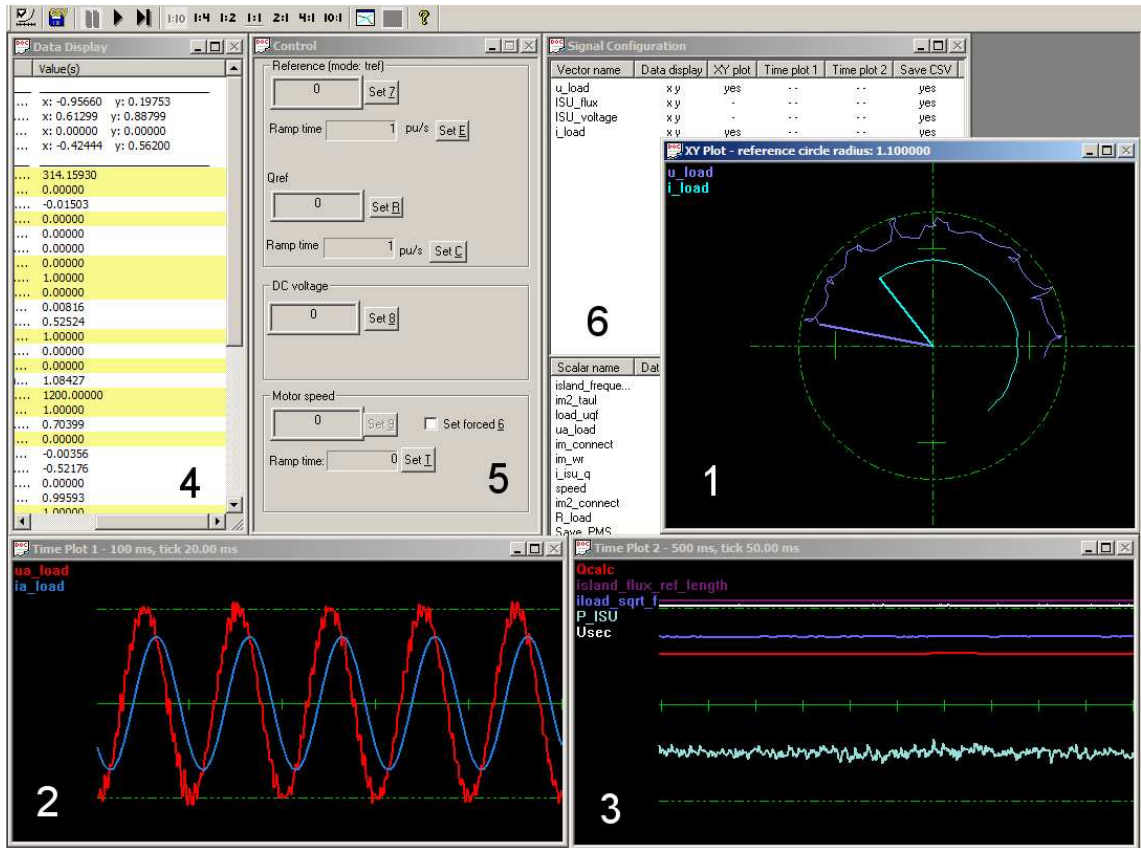 1:10 1:4 1:2 1:1 2:1 4:1 10:1
Data Display
Value(s)
... x: -0.95660 y: 0.19753
... x: 0.61299 y: 0.88799
... x: 0.00000 y: 0.00000
... x: -0.42444 y: 0.56200
.... 314.15930
... 0.00000
... -0.01503
.... 0.00000
... 0.00000
.... 0.00000
... 0.00000
.... 1.00000
.... 0.00000
... 0.00816
.... 0.52524
... 1.00000
... 0.00000
... 0.00000
... 1.08427
.... 1200.00000
... 1.00000
.... 0.70399
... 0.00000
... -0.00356
.... -0.52176
... 0.00000
... 0.99593
1.00000
4
Control
Reference (mode: tref)
0 Set 7
Ramp time 1 pu/s Set E
Qref
0 Set R
Ramp time 1 pu/s Set C
DC voltage
0 Set 8
Motor speed
0 Set 9 Set forced 6
Ramp time: 0 Set T
5
Signal Configuration
Vector name Data display XY plot Time plot 1 Time plot 2 Save CSV
u_load x y yes - - - - yes
ISU_flux x y - - - - - yes
ISU_voltage x y - - - - - yes
i_load x y yes - - - - yes
6
Scalar name Dat
island_freque...
im2_taul
load_uqf
ua_load
im_connect
im_wr
i_isu_q
speed
im2_connect
R_load
Save_PMS
XY Plot - reference circle radius: 1.100000
u_load
i_load
1
Time Plot 1 - 100 ms, tick 20.00 ms
ua_load
ia_load
2
Time Plot 2 - 500 ms, tick 50.00 ms
Qcalc
island_flux_ref_length
iload_sqrt_f
P_ISU
Usec
3